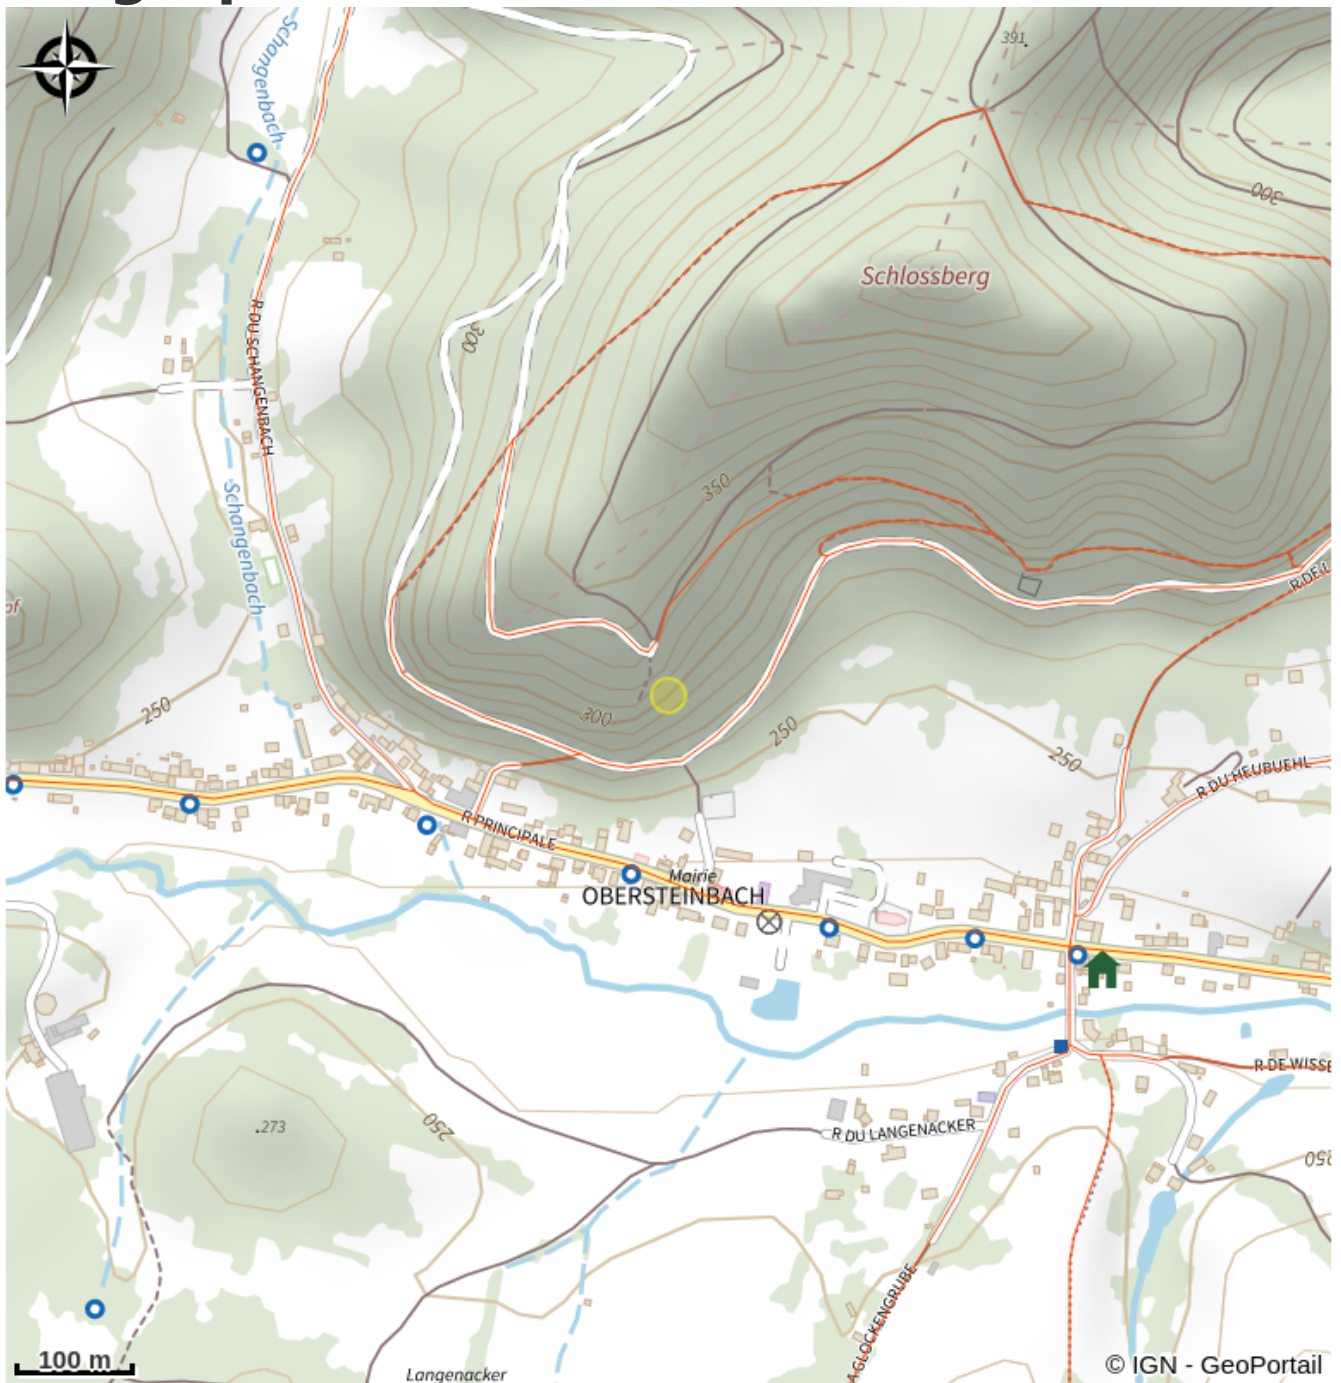 Schangenbach
391
300
Schlossberg
R DU SCHANGENBACH
300
350
Schangenbach
R DE L
250
300
250
250
R DU HEUBUEHL
R PRINCIPALE
Mairie
OBERSTEINBACH
R DE WISSE
273
250
R DU LANGENACKER
250
A GLOCKENGRUBE
100 m
Langenacker
© IGN - GeoPortail